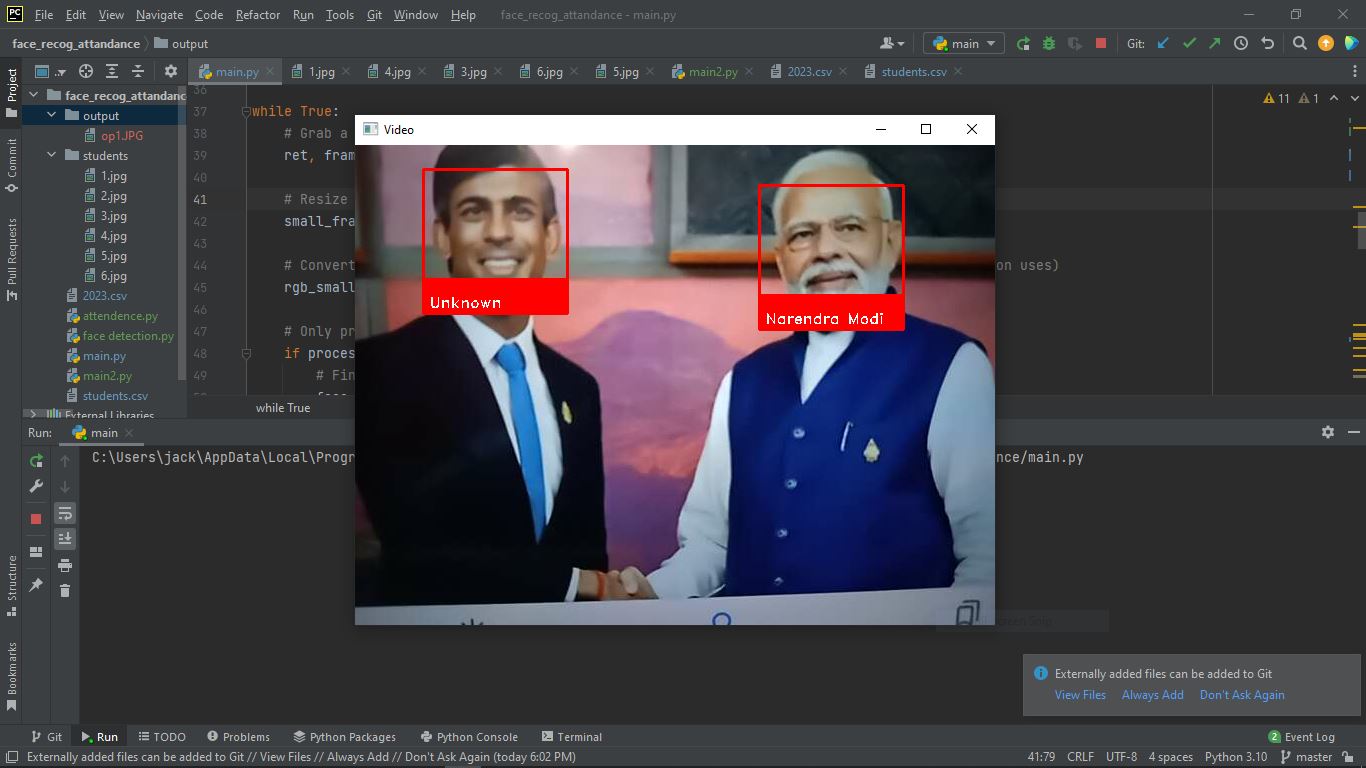 File Edit View Navigate Code Refactor Run Tools Git Window Help face_recog_attandance - main.py
face_recog_attandance output main Git:
Project
main.py 1.jpg 4.jpg 3.jpg 6.jpg 5.jpg main2.py 2023.csv students.csv
face_recog_attandanc
output
op1.JPG
students
1.jpg
2.jpg
3.jpg
4.jpg
5.jpg
6.jpg
2023.csv
attendence.py
face detection.py
main.py
main2.py
students.csv
External Libraries
Commit
Pull Requests
36
37 while True:
38 # Grab a
39 ret, fram
40
41 # Resize
42 small_fra
43
44 # Convert on uses)
45 rgb_small
46
47 # Only pr
48 if proces
49 # Fin
while True
11 1
Video
Unknown
Narendra Modi
Run: main
C:\Users\jack\AppData\Local\Progr nce/main.py
Structure
Bookmarks
Externally added files can be added to Git
View Files Always Add Don't Ask Again
Git Run TODO Problems Python Packages Python Console Terminal 2 Event Log
Externally added files can be added to Git // View Files // Always Add // Don't Ask Again (today 6:02 PM) 41:79 CRLF UTF-8 4 spaces Python 3.10 master